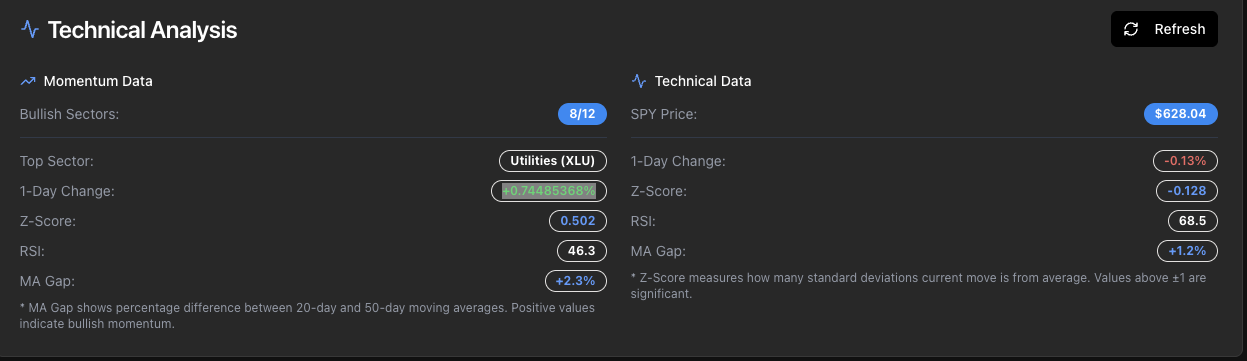 Technical Analysis
Refresh
Momentum Data
Bullish Sectors: 8/12
Top Sector: Utilities (XLU)
1-Day Change: +0.74485368%
Z-Score: 0.502
RSI: 46.3
MA Gap: +2.3%
* MA Gap shows percentage difference between 20-day and 50-day moving averages. Positive values
indicate bullish momentum.
Technical Data
SPY Price: $628.04
1-Day Change: -0.13%
Z-Score: -0.128
RSI: 68.5
MA Gap: +1.2%
* Z-Score measures how many standard deviations current move is from average. Values above ±1 are
significant.